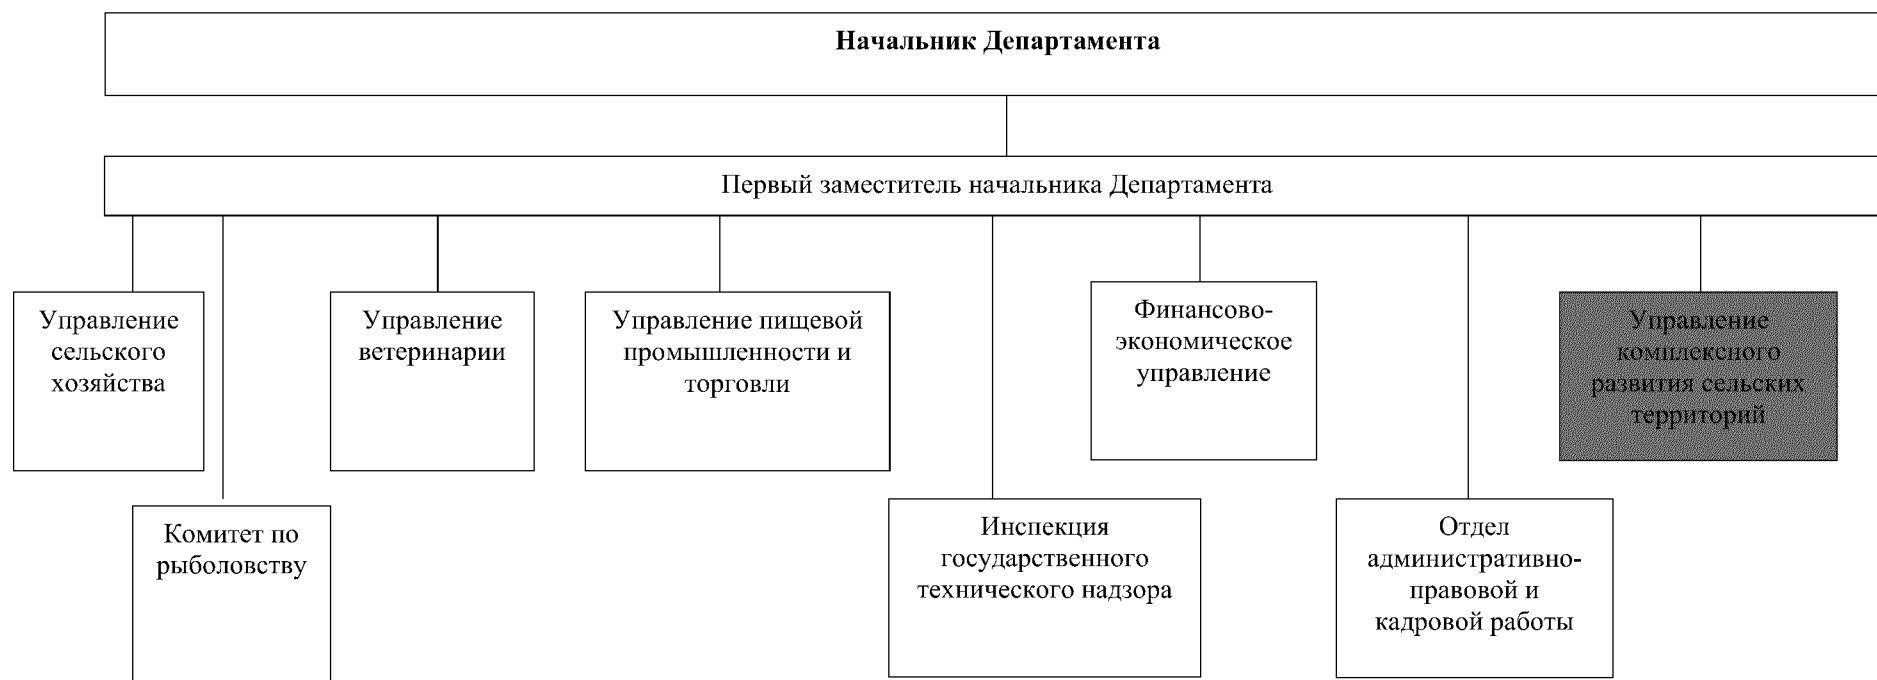 Начальник Департамента
Первый заместитель начальника Департамента
Управление
сельского
хозяйства
Управление
ветеринарии
Управление пищевой
промышленности и
торговли
Финансово-
экономическое
управление
Управление
комплексного
развития сельских
территорий
Комитет по
рыболовству
Инспекция
государственного
технического надзора
Отдел
административно-
правовой и
кадровой работы